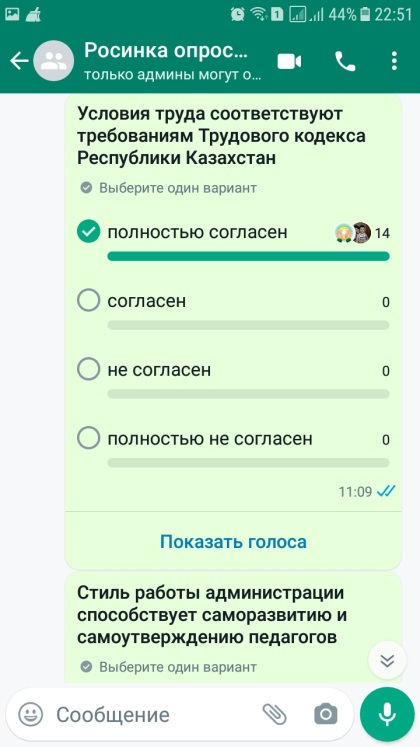 44% 22:51
Росинка опрос...
только админы могут о...
Условия труда соответствуют
требованиям Трудового кодекса
Республики Казахстан
Выберите один вариант
полностью согласен 14
согласен 0
не согласен 0
полностью не согласен 0
11:09
Показать голоса
Стиль работы администрации
способствует саморазвитию и
самоутверждению педагогов
Выберите один вариант
Сообщение